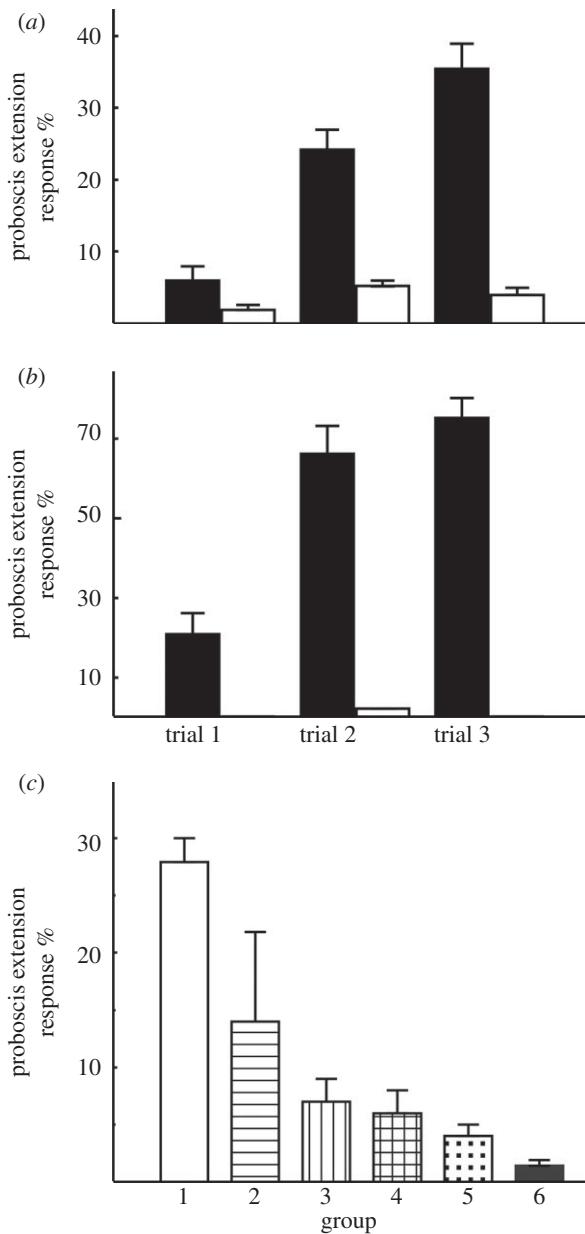 (a)
40
30
20
10
proboscis extension
response %
(b)
70
50
30
10
proboscis extension
response %
trial 1 trial 2 trial 3
(c)
30
20
10
proboscis extension
response %
1 2 3 4 5 6
group